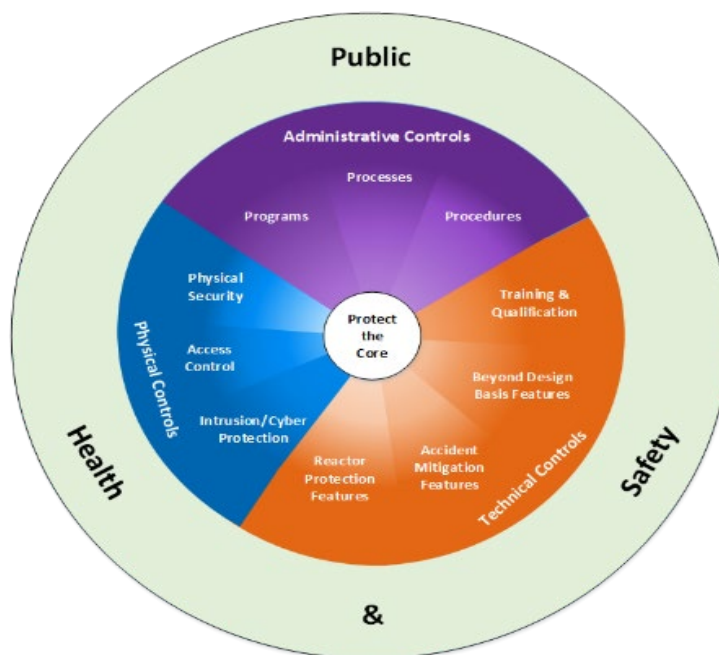 Public
Administrative Controls
Processes
Programs
Procedures
Physical
Security
Training &
Qualification
Protect
the
Core
Access
Control
Physical Controls
Beyond Design
Basis Features
Intrusion/Cyber
Protection
Reactor
Protection
Features
Accident
Mitigation
Features
Technical Controls
Health
Safety
&